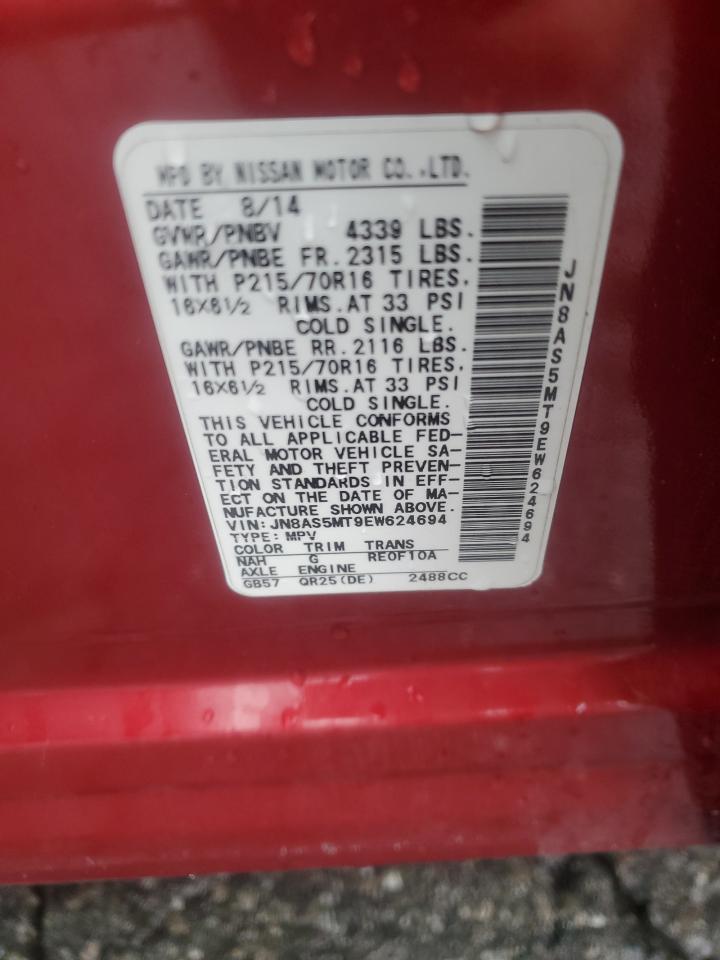 MFD BY NISSAN MOTOR CO.,LTD.
DATE 8/14
GVWR/PNBV 4339 LBS.
GAWR/PNBE FR. 2315 LBS.
WITH P215/70R16 TIRES,
16X6½ RIMS.AT 33 PSI
COLD SINGLE.
GAWR/PNBE RR. 2116 LBS.
WITH P215/70R16 TIRES,
16X6½ RIMS.AT 33 PSI
COLD SINGLE.
THIS VEHICLE CONFORMS
TO ALL APPLICABLE FED-
ERAL MOTOR VEHICLE SA-
FETY AND THEFT PREVEN-
TION STANDARDS IN EFF-
ECT ON THE DATE OF MA-
NUFACTURE SHOWN ABOVE.
VIN:JN8AS5MT9EW624694
TYPE:MPV
COLOR TRIM TRANS
NAH G RE0F10A
AXLE ENGINE
GB57 QR25(DE) 2488CC
JN8AS5MT9EW624694